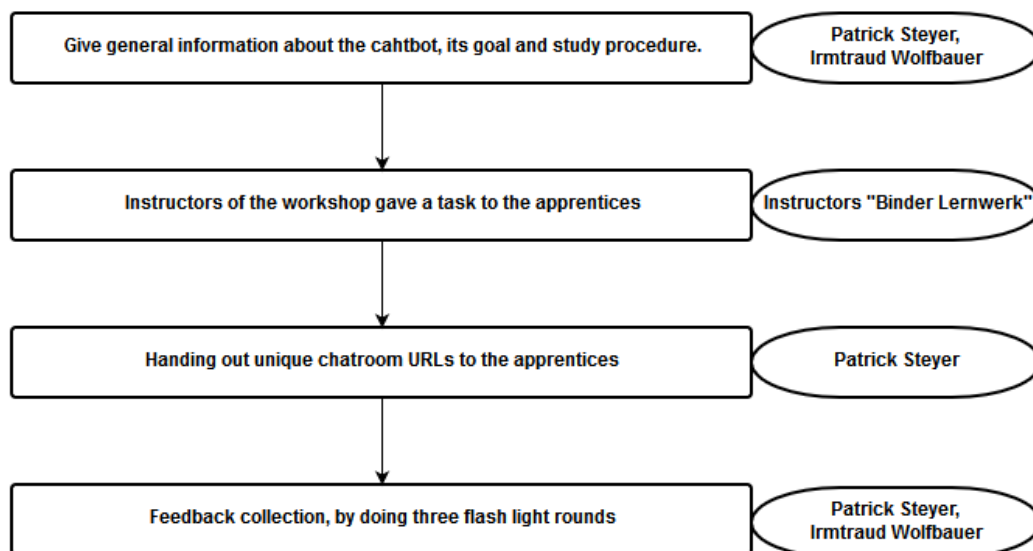 Give general information about the cahtbot, its goal and study procedure.
Patrick Steyer,
Irmtraud Wolfbauer
Instructors of the workshop gave a task to the apprentices
Instructors "Binder Lernwerk"
Handing out unique chatroom URLs to the apprentices
Patrick Steyer
Feedback collection, by doing three flash light rounds
Patrick Steyer,
Irmtraud Wolfbauer